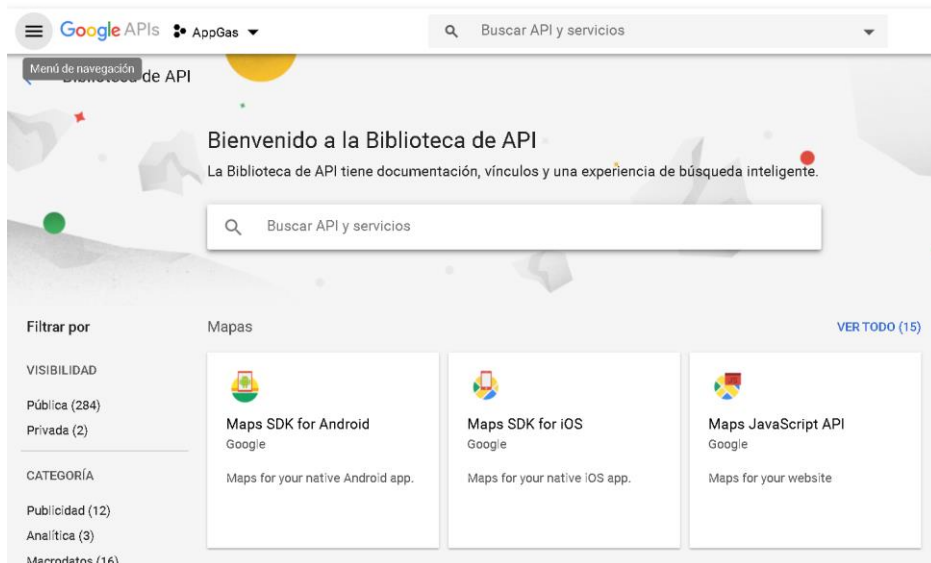 Google APIs AppGas Buscar API y servicios
Menú de navegación
Biblioteca de API
Bienvenido a la Biblioteca de API
La Biblioteca de API tiene documentación, vínculos y una experiencia de búsqueda inteligente.
Buscar API y servicios
Filtrar por
Mapas
VER TODO (15)
VISIBILIDAD
Pública (284)
Privada (2)
CATEGORÍA
Publicidad (12)
Analítica (3)
Macrodatos (16)
Maps SDK for Android
Google
Maps for your native Android app.
Maps SDK for iOS
Google
Maps for your native iOS app.
Maps JavaScript API
Google
Maps for your website